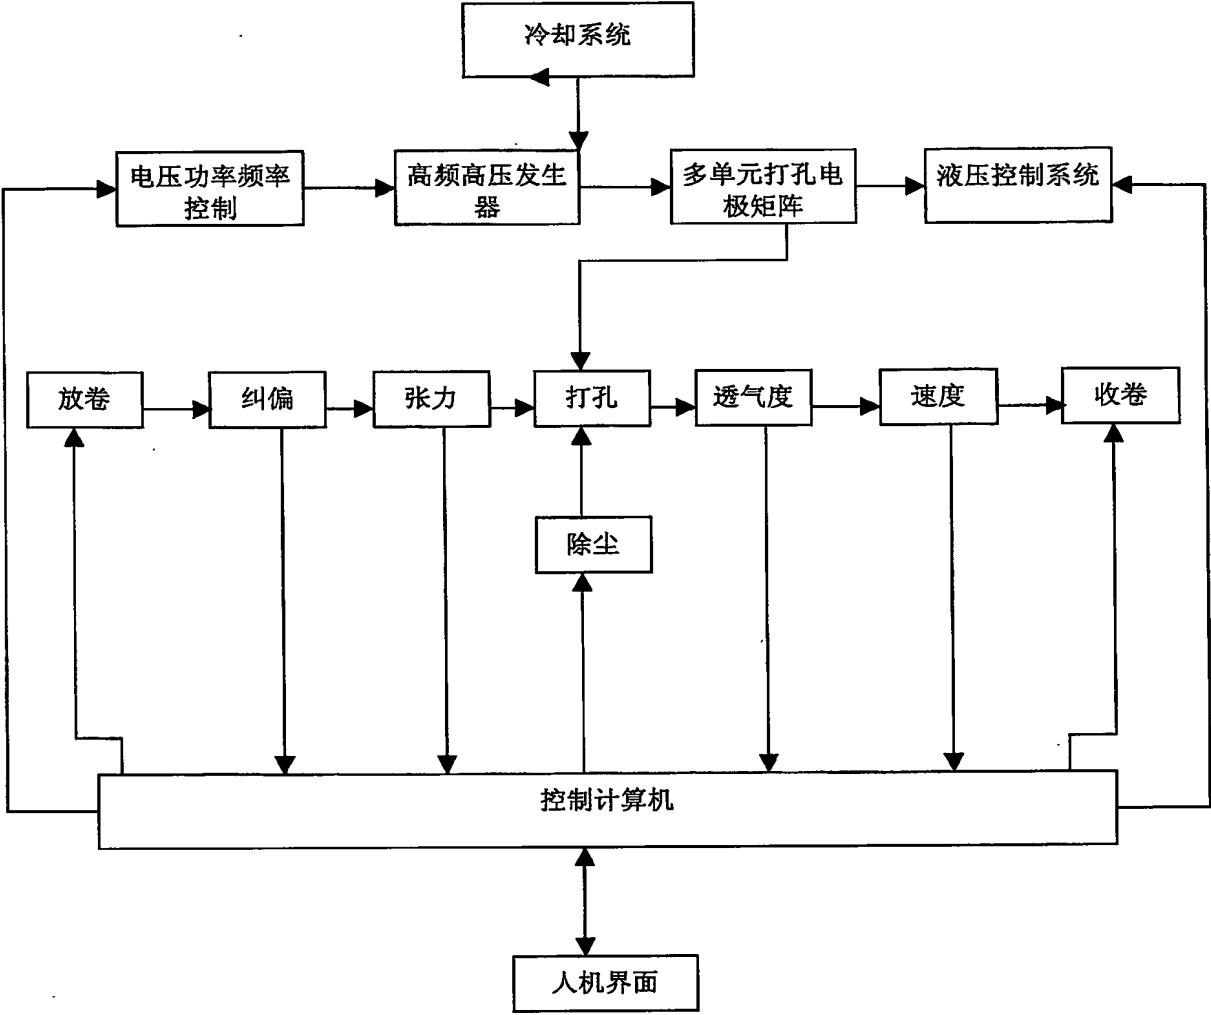 冷却系统
电压功率频率
控制
高频高压发生
器
多单元打孔电
极矩阵
液压控制系统
放卷
纠偏
张力
打孔
透气度
速度
收卷
除尘
控制计算机
人机界面